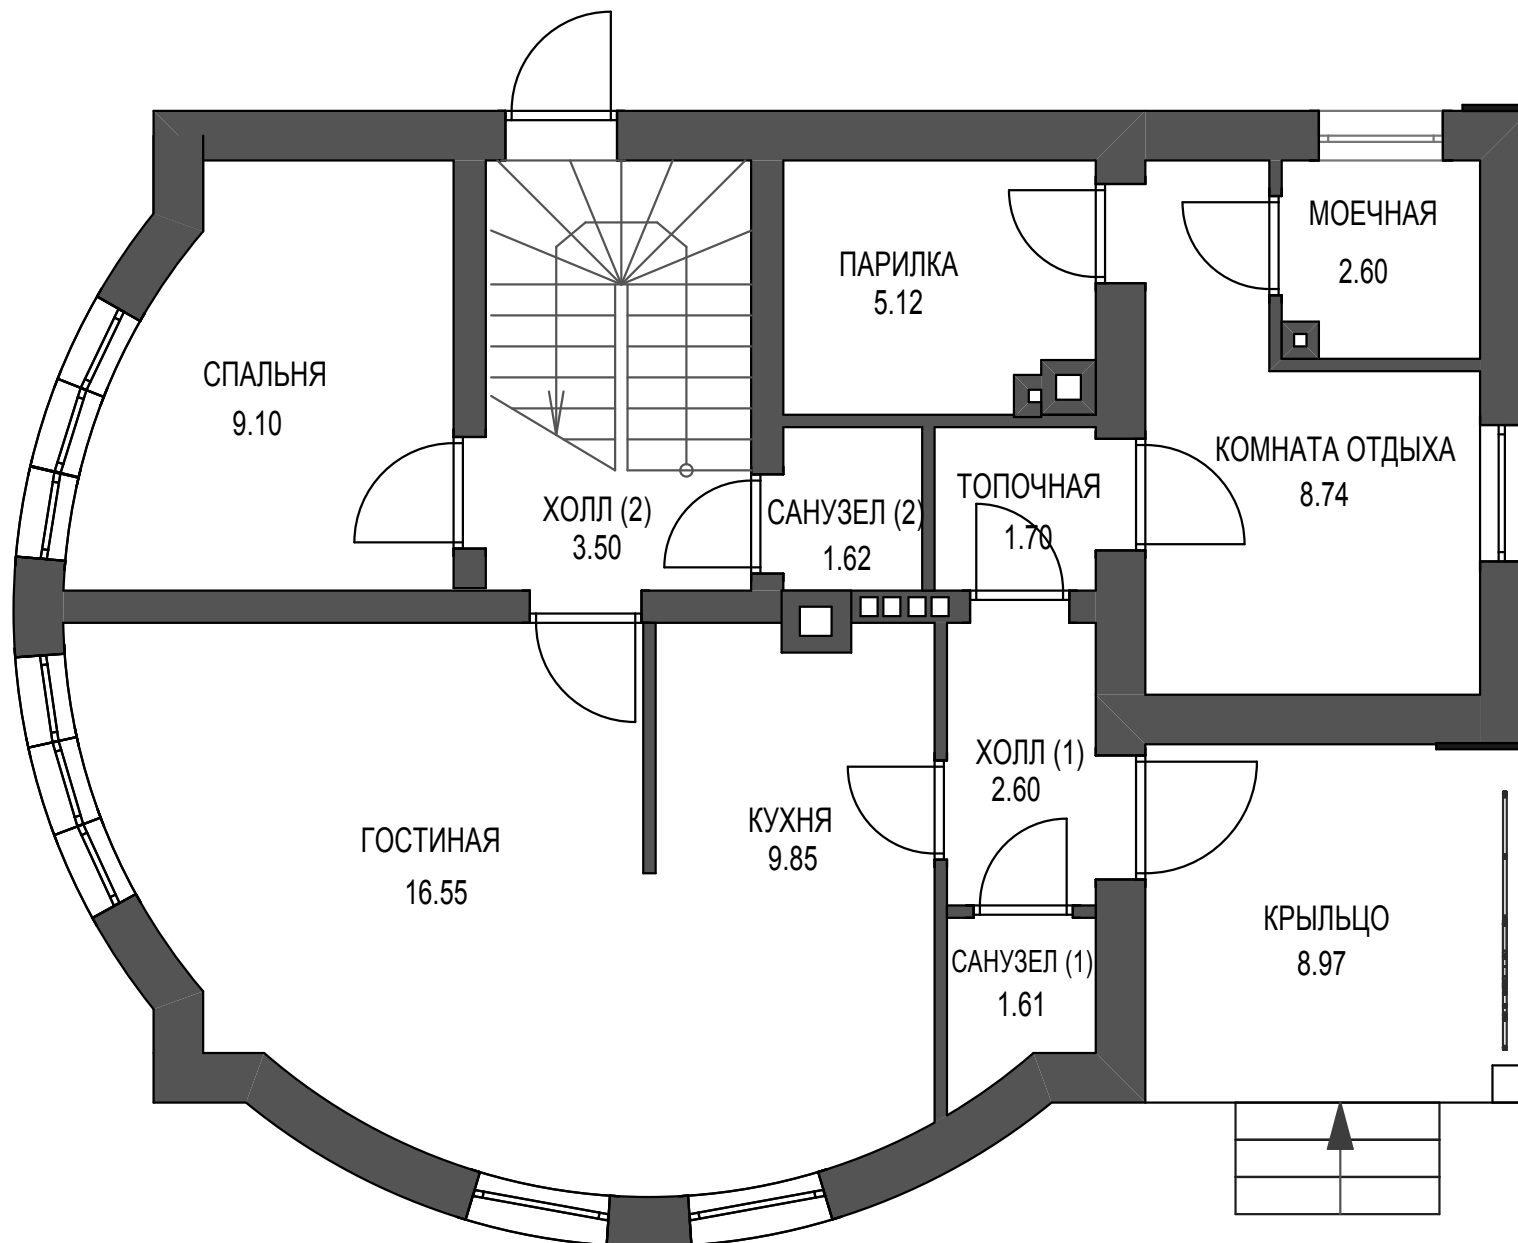 МОЕЧНАЯ
2.60
ПАРИЛКА
5.12
СПАЛЬНЯ
9.10
КОМНАТА ОТДЫХА
8.74
ТОПОЧНАЯ
1.70
ХОЛЛ (2)
3.50
САНУЗЕЛ (2)
1.62
ХОЛЛ (1)
2.60
КУХНЯ
9.85
ГОСТИНАЯ
16.55
КРЫЛЬЦО
8.97
САНУЗЕЛ (1)
1.61